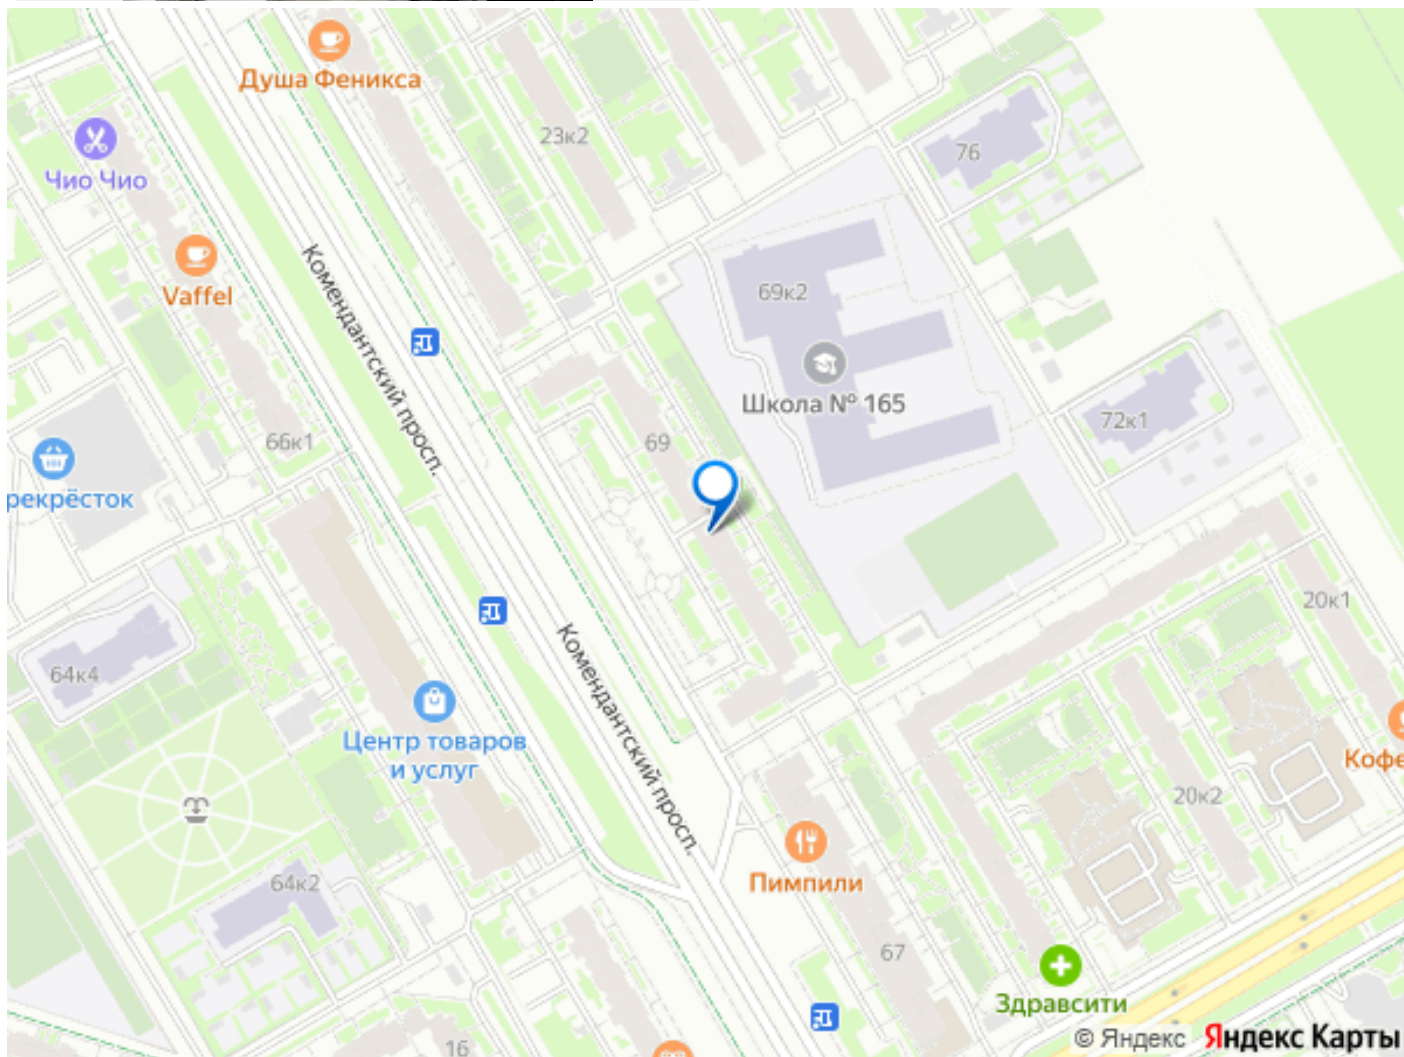 Душа Феникса
23к2
76
Чио Чио
Vaffel
69к2
Комендантский просп.
Школа № 165
72к1
69
66к1
рекрёсток
20к1
64к4
Комендантский просп.
Центр товаров
и услуг
Кофе
20к2
Пимпили
64к2
67
Здравсити
16
© Яндекс Яндекс Карты